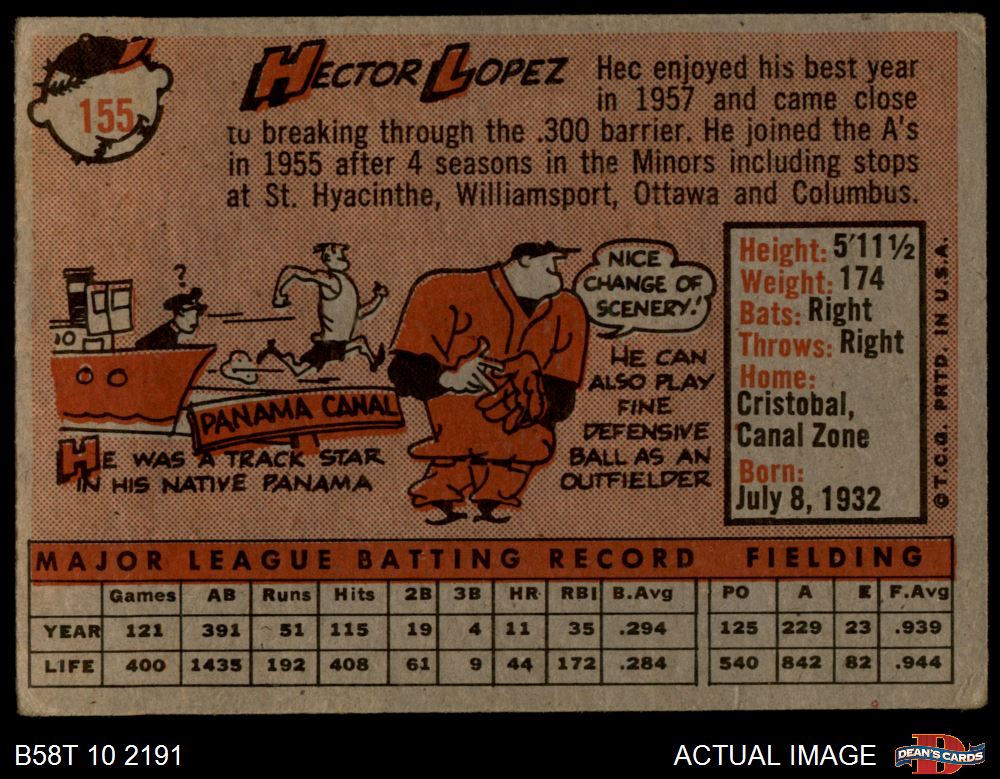 155
HECTOR LOPEZ
Hec enjoyed his best year
in 1957 and came close
to breaking through the .300 barrier. He joined the A's
in 1955 after 4 seasons in the Minors including stops
at St. Hyacinthe, Williamsport, Ottawa and Columbus.
?
PANAMA CANAL
HE WAS A TRACK STAR
IN HIS NATIVE PANAMA
NICE
CHANGE OF
SCENERY!'
HE CAN
ALSO PLAY
FINE
DEFENSIVE
BALL AS AN
OUTFIELDER
Height: 5'11½
Weight: 174
Bats: Right
Throws: Right
Home:
Cristobal,
Canal Zone
Born:
July 8, 1932
©T.C.G. PRTD. IN U.S.A.
MAJOR LEAGUE BATTING RECORD FIELDING
Games AB Runs Hits 2B 3B HR RBI B.Avg PO A E F.Avg
YEAR 121 391 51 115 19 4 11 35 .294 125 229 23 .939
LIFE 400 1435 192 408 61 9 44 172 .284 540 842 82 .944
B58T 10 2191
ACTUAL IMAGE
DEAN'S CARDS